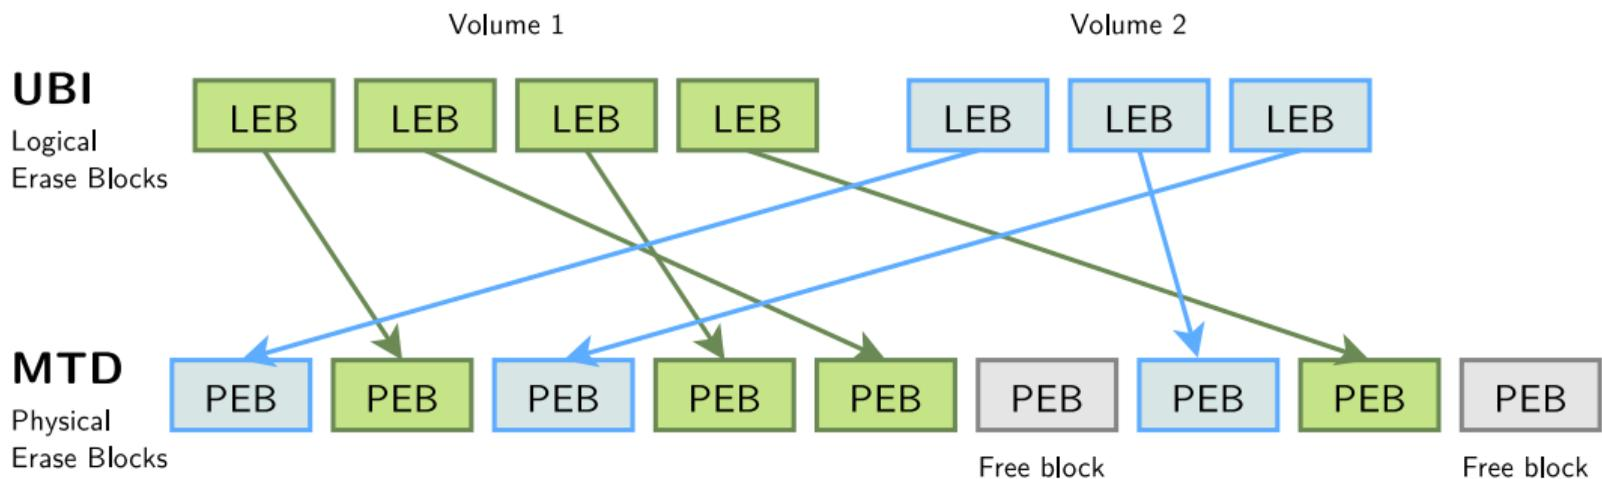 Volume 1
Volume 2
UBI
Logical
Erase Blocks
LEB LEB LEB LEB LEB LEB LEB
MTD
Physical
Erase Blocks
PEB PEB PEB PEB PEB PEB PEB PEB PEB
Free block
Free block